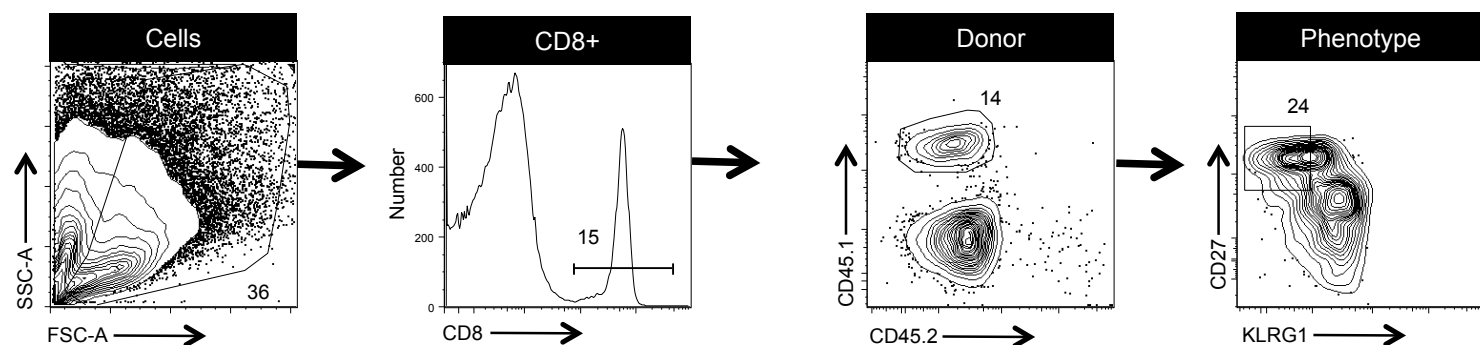 Cells
CD8+
Donor
Phenotype
SSC-A
36
FSC-A
Number
600
400
200
0
15
CD8
CD45.1
14
CD45.2
CD27
24
KLRG1